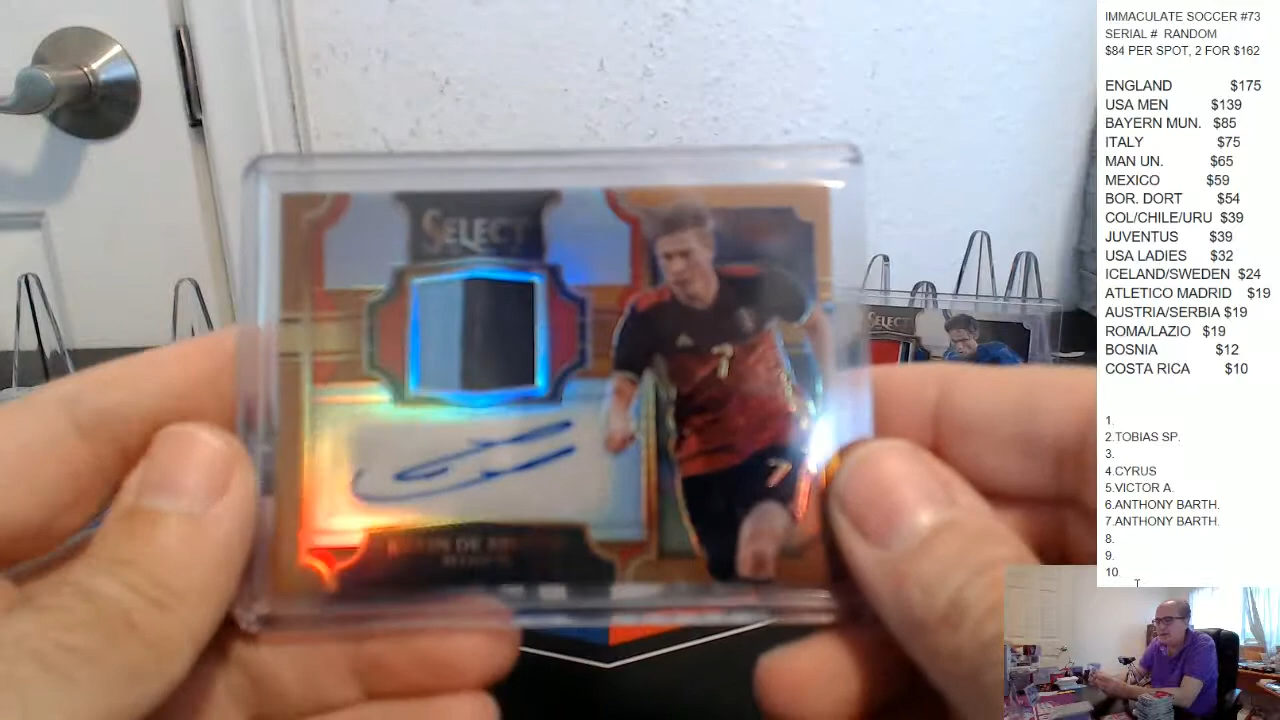 SELECT
7
7
KEVIN DE BRUYNE
SELECT
IMMACULATE SOCCER #73
SERIAL # RANDOM
$84 PER SPOT, 2 FOR $162
ENGLAND $175
USA MEN $139
BAYERN MUN. $85
ITALY $75
MAN UN. $65
MEXICO $59
BOR. DORT $54
COL/CHILE/URU $39
JUVENTUS $39
USA LADIES $32
ICELAND/SWEDEN $24
ATLETICO MADRID $19
AUSTRIA/SERBIA $19
ROMA/LAZIO $19
BOSNIA $12
COSTA RICA $10
1.
2.TOBIAS SP.
3.
4.CYRUS
5.VICTOR A.
6.ANTHONY BARTH.
7.ANTHONY BARTH.
8.
9.
10.